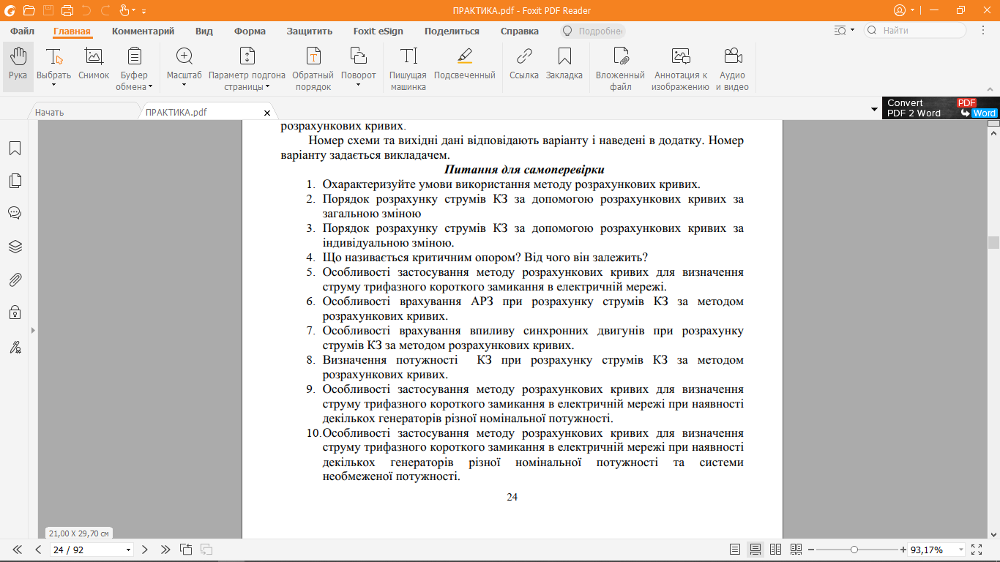 ПРАКТИКА.pdf - Foxit PDF Reader
Файл Главная Комментарий Вид Форма Защитить Foxit eSign Поделиться Справка Подробнее Найти
Рука Выбрать Снимок Буфер обмена Масштаб Параметр подгона страницы Обратный порядок Поворот Пишущая машинка Подсвеченный Ссылка Закладка Вложенный файл Аннотация к изображению Аудио и видео
Начать ПРАКТИКА.pdf
Convert PDF
PDF 2 Word Word
розрахункових кривих.
Номер схеми та вихідні дані відповідають варіанту і наведені в додатку. Номер
варіанту задається викладачем.
Питання для самоперевірки
1. Охарактеризуйте умови використання методу розрахункових кривих.
2. Порядок розрахунку струмів КЗ за допомогою розрахункових кривих за
загальною зміною
3. Порядок розрахунку струмів КЗ за допомогою розрахункових кривих за
індивідуальною зміною.
4. Що називається критичним опором? Від чого він залежить?
5. Особливості застосування методу розрахункових кривих для визначення
струму трифазного короткого замикання в електричній мережі.
6. Особливості врахування АРЗ при розрахунку струмів КЗ за методом
розрахункових кривих.
7. Особливості врахування впиливу синхронних двигунів при розрахунку
струмів КЗ за методом розрахункових кривих.
8. Визначення потужності КЗ при розрахунку струмів КЗ за методом
розрахункових кривих.
9. Особливості застосування методу розрахункових кривих для визначення
струму трифазного короткого замикання в електричній мережі при наявності
декількох генераторів різної номінальної потужності.
10.Особливості застосування методу розрахункових кривих для визначення
струму трифазного короткого замикання в електричній мережі при наявності
декількох генераторів різної номінальної потужності та системи
необмеженої потужності.
24
21,00 X 29,70 см
24 / 92 93,17%